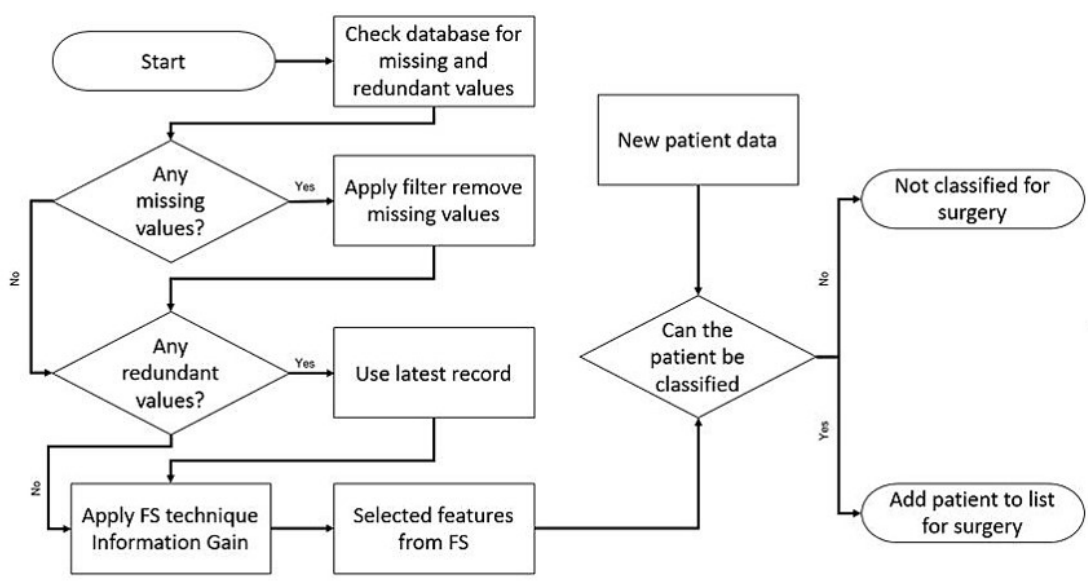 Start
Check database for
missing and
redundant values
Any
missing
values?
Yes
Apply filter remove
missing values
No
Any
redundant
values?
Yes
Use latest record
No
Apply FS technique
Information Gain
Selected features
from FS
New patient data
Can the
patient be
classified
No
Not classified for
surgery
Yes
Add patient to list
for surgery